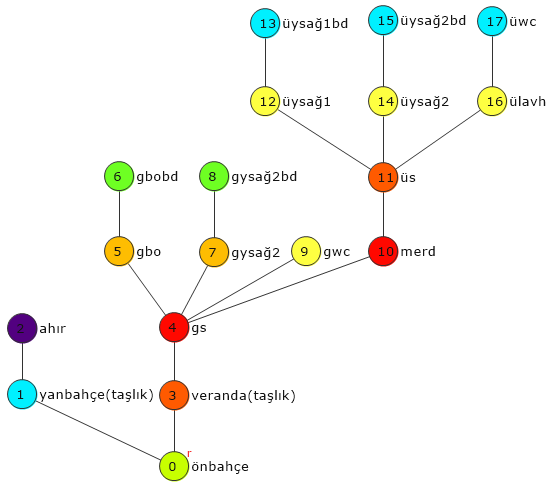 13 üysağ1bd 15 üysağ2bd 17 üwc
12 üysağ1 14 üysağ2 16 ülavh
6 gbobd 8 gysağ2bd 11 üs
5 gbo 7 gysağ2 9 gwc 10 merd
2 ahır 4 gs
1 yanbahçe(taşlık) 3 veranda(taşlık)
r
0 önbahçe